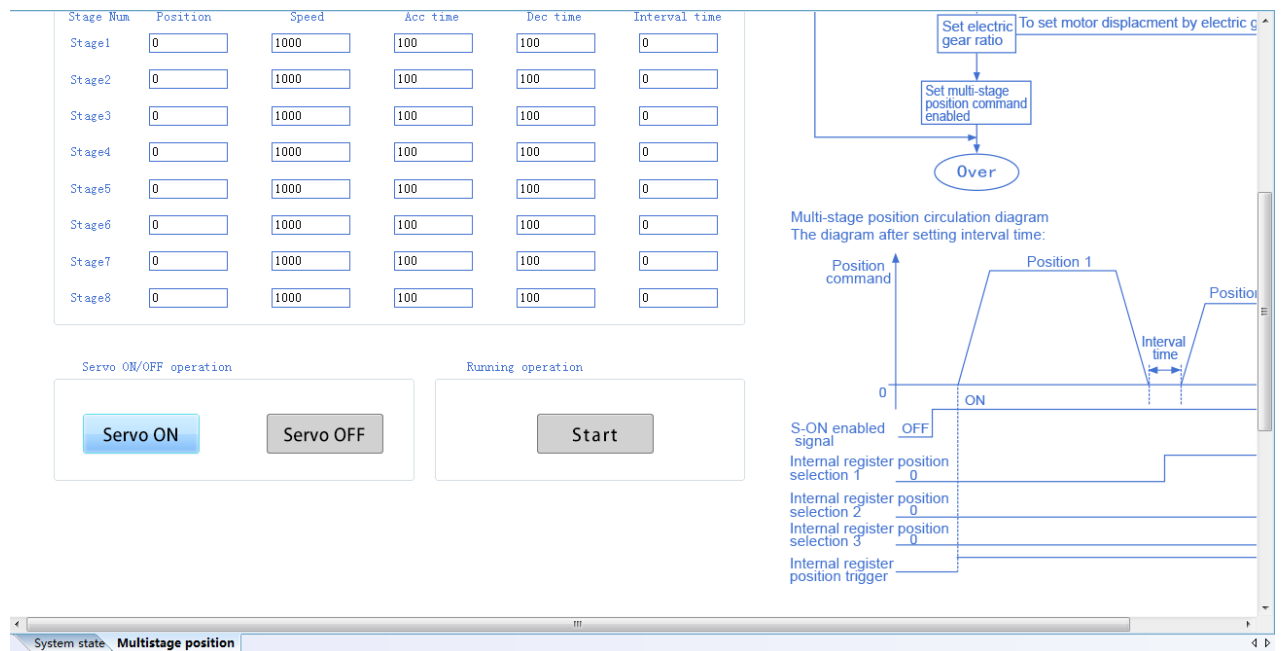 Stage Num Position Speed Acc time Dec time Interval time
Stage1 0 1000 100 100 0
Stage2 0 1000 100 100 0
Stage3 0 1000 100 100 0
Stage4 0 1000 100 100 0
Stage5 0 1000 100 100 0
Stage6 0 1000 100 100 0
Stage7 0 1000 100 100 0
Stage8 0 1000 100 100 0
Servo ON/OFF operation
Servo ON Servo OFF
Running operation
Start
Set electric
gear ratio
To set motor displacment by electric g
Set multi-stage
position command
enabled
Over
Multi-stage position circulation diagram
The diagram after setting interval time:
Position
command
Position 1
Position
Interval
time
0
ON
S-ON enabled OFF
signal
Internal register position
selection 1 0
Internal register position
selection 2 0
Internal register position
selection 3 0
Internal register
position trigger
System state Multistage position